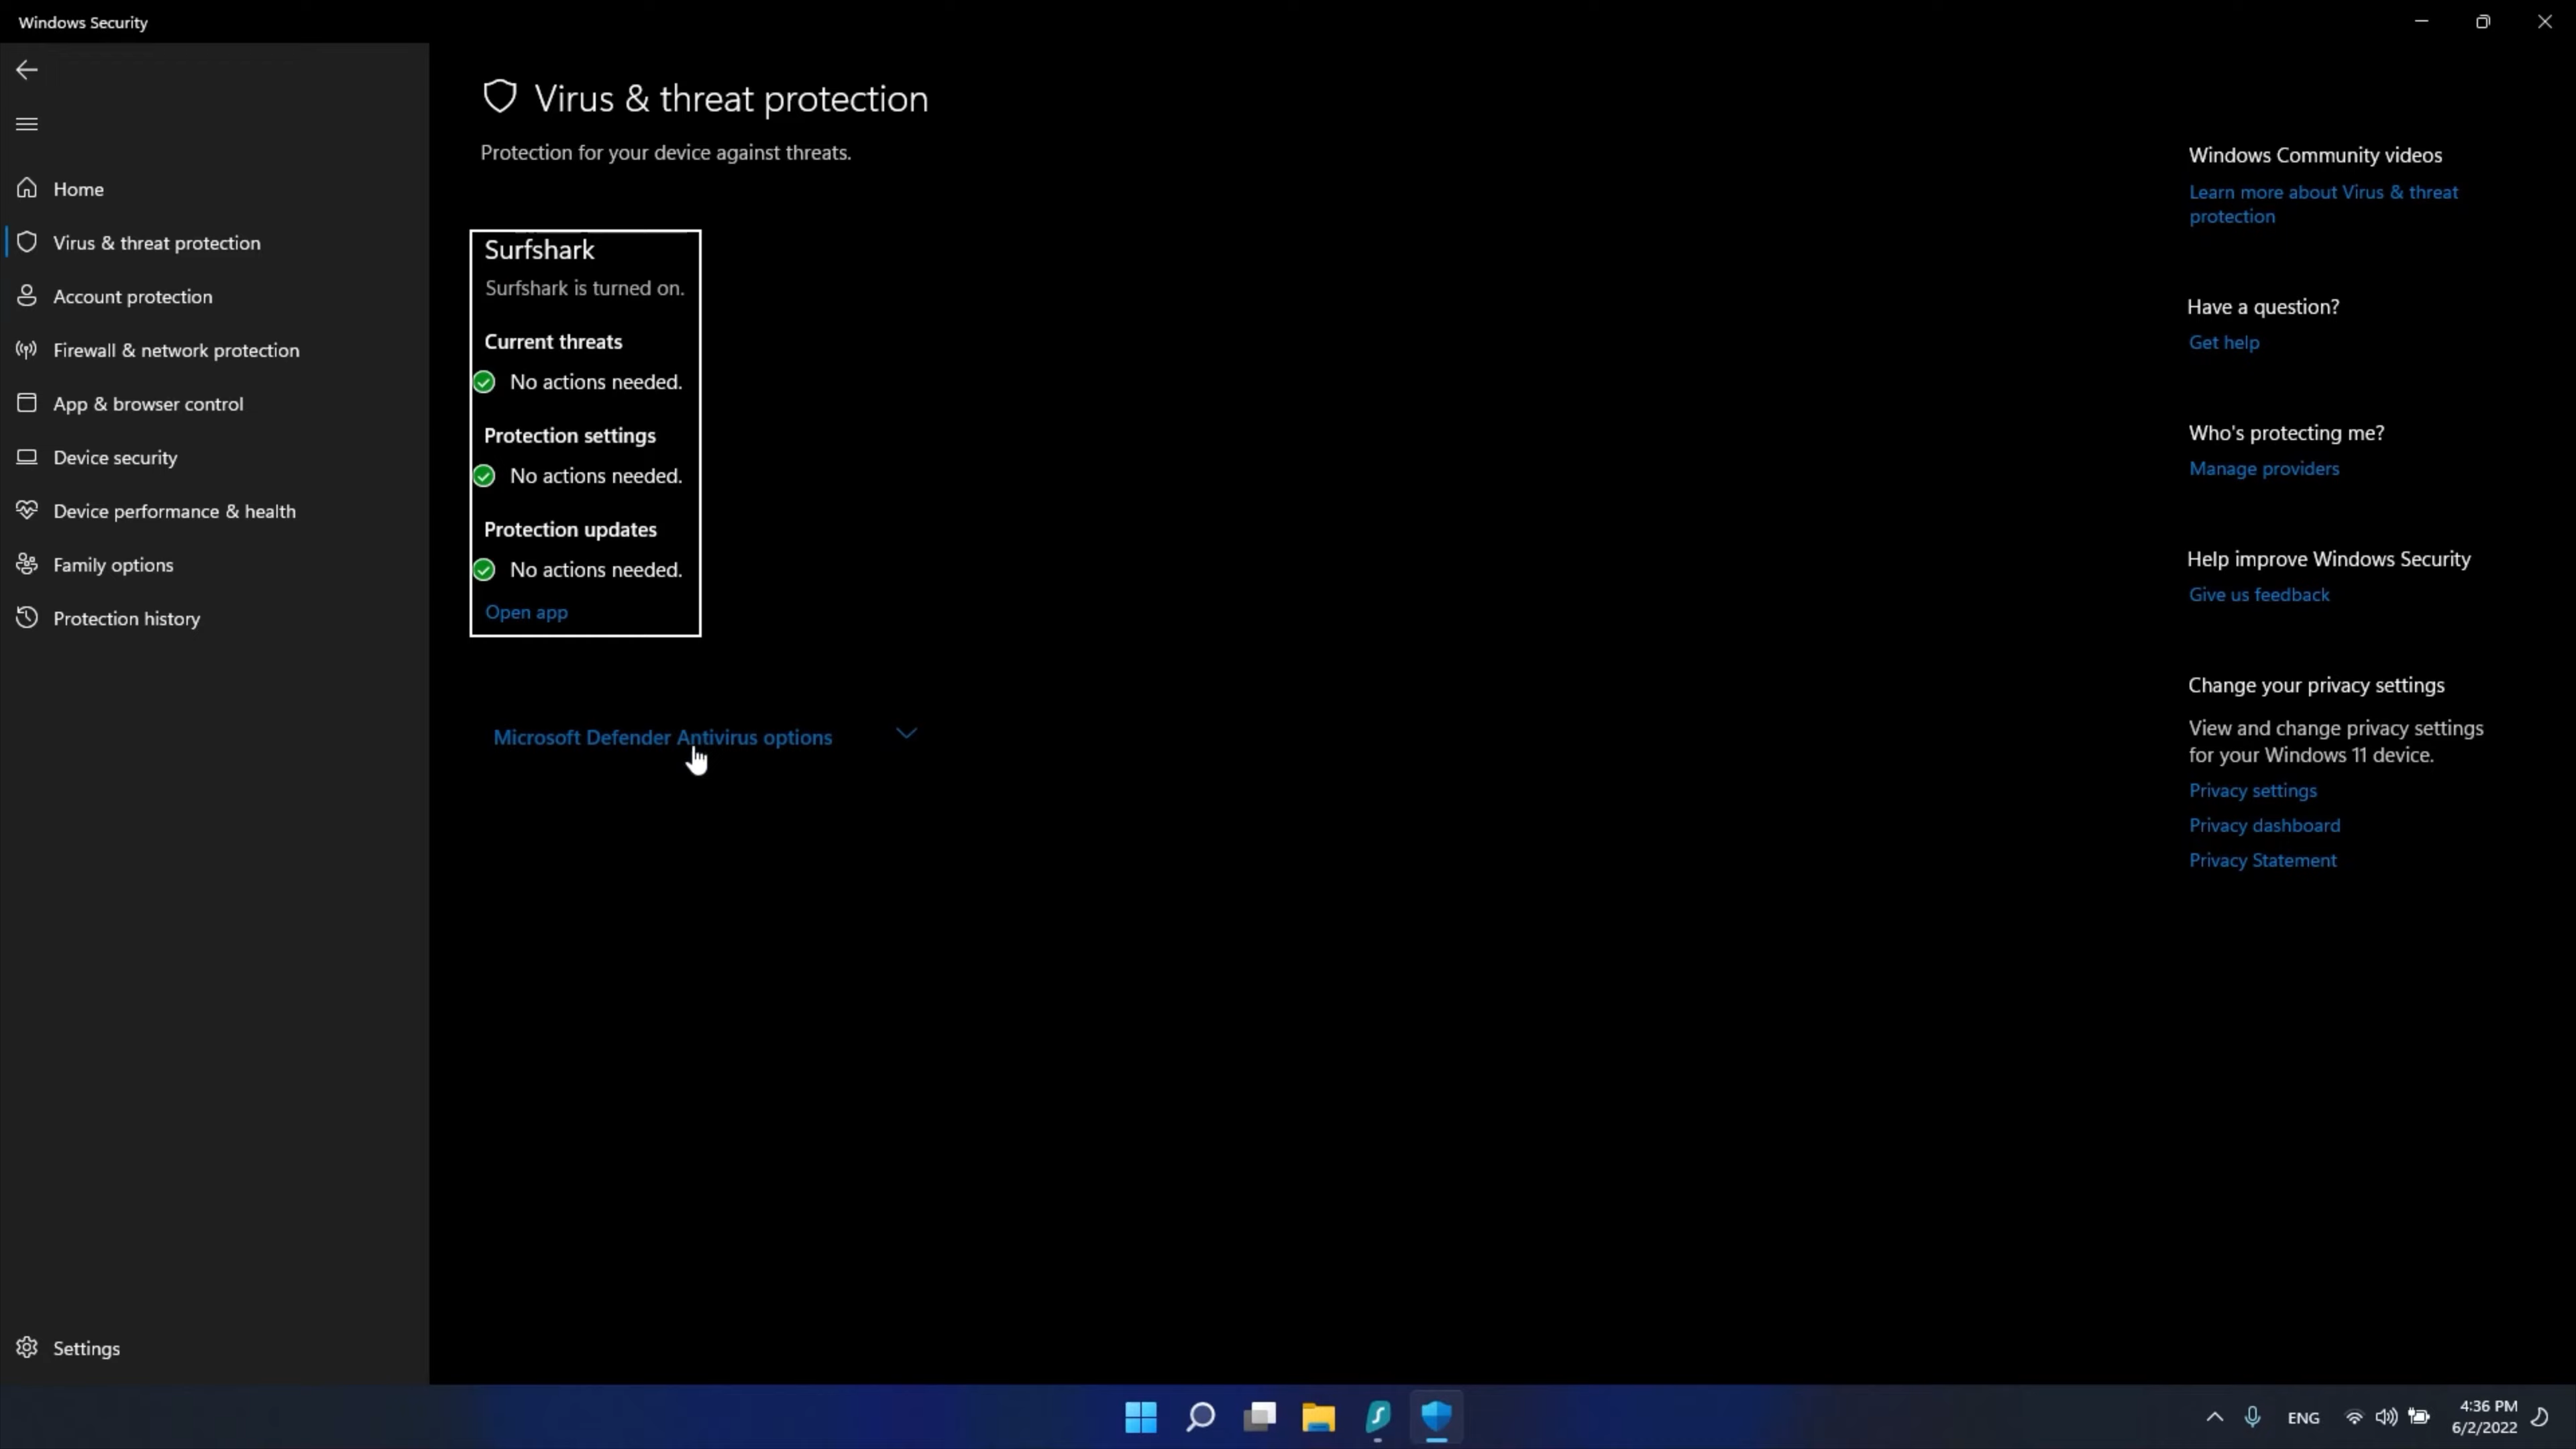 Windows Security
Home
Virus & threat protection
Account protection
Firewall & network protection
App & browser control
Device security
Device performance & health
Family options
Protection history
Settings
Virus & threat protection
Protection for your device against threats.
Surfshark
Surfshark is turned on.
Current threats
No actions needed.
Protection settings
No actions needed.
Protection updates
No actions needed.
Open app
Microsoft Defender Antivirus options
Windows Community videos
Learn more about Virus & threat
protection
Have a question?
Get help
Who's protecting me?
Manage providers
Help improve Windows Security
Give us feedback
Change your privacy settings
View and change privacy settings
for your Windows 11 device.
Privacy settings
Privacy dashboard
Privacy Statement
ENG
4:36 PM
6/2/2022